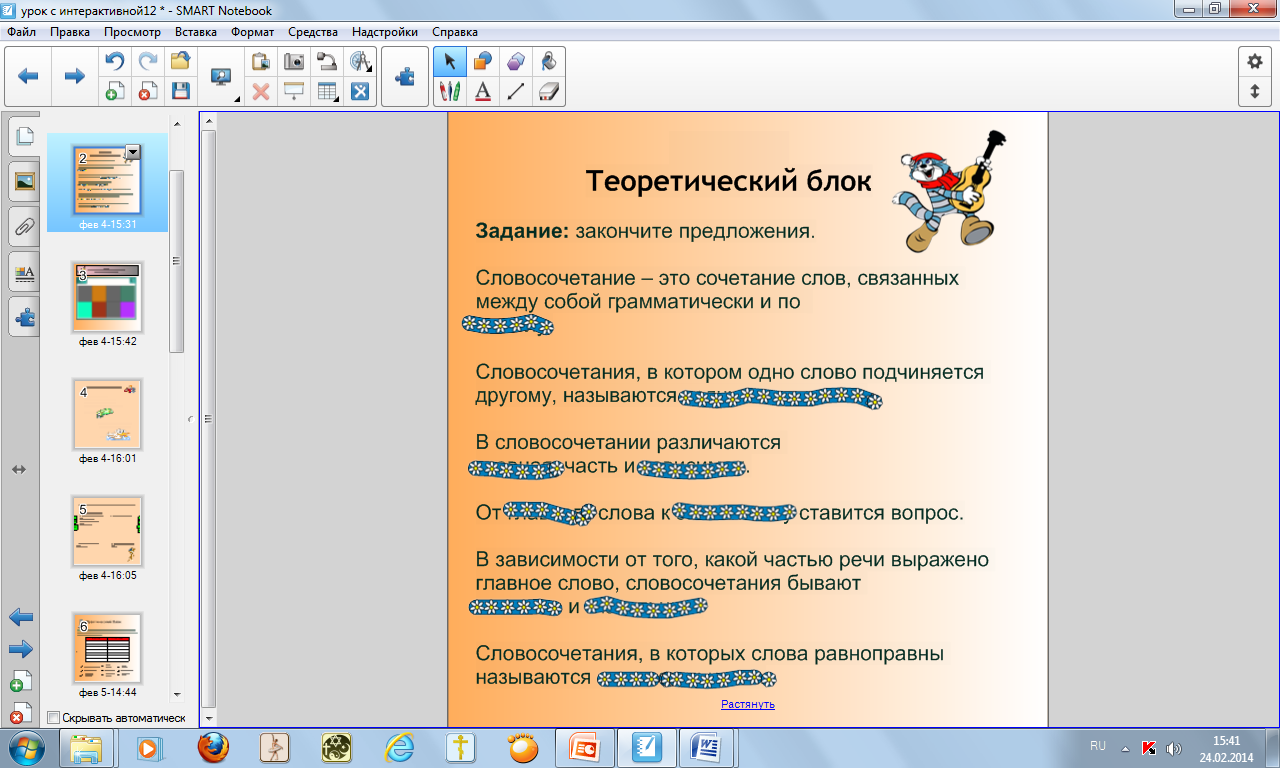 урок с интерактивной12 * - SMART Notebook
Файл Правка Просмотр Вставка Формат Средства Надстройки Справка
2
фев 4-15:31
3
фев 4-15:42
4
фев 4-16:01
5
фев 4-16:05
6
фев 5-14:44
Скрывать автоматическ
Теоретический блок
Задание: закончите предложения.
Словосочетание – это сочетание слов, связанных
между собой грамматически и по
Словосочетания, в котором одно слово подчиняется
другому, называются
В словосочетании различаются
часть и .
От слова к ставится вопрос.
В зависимости от того, какой частью речи выражено
главное слово, словосочетания бывают
и
Словосочетания, в которых слова равноправны
называются
Растянуть
RU
15:41
24.02.2014